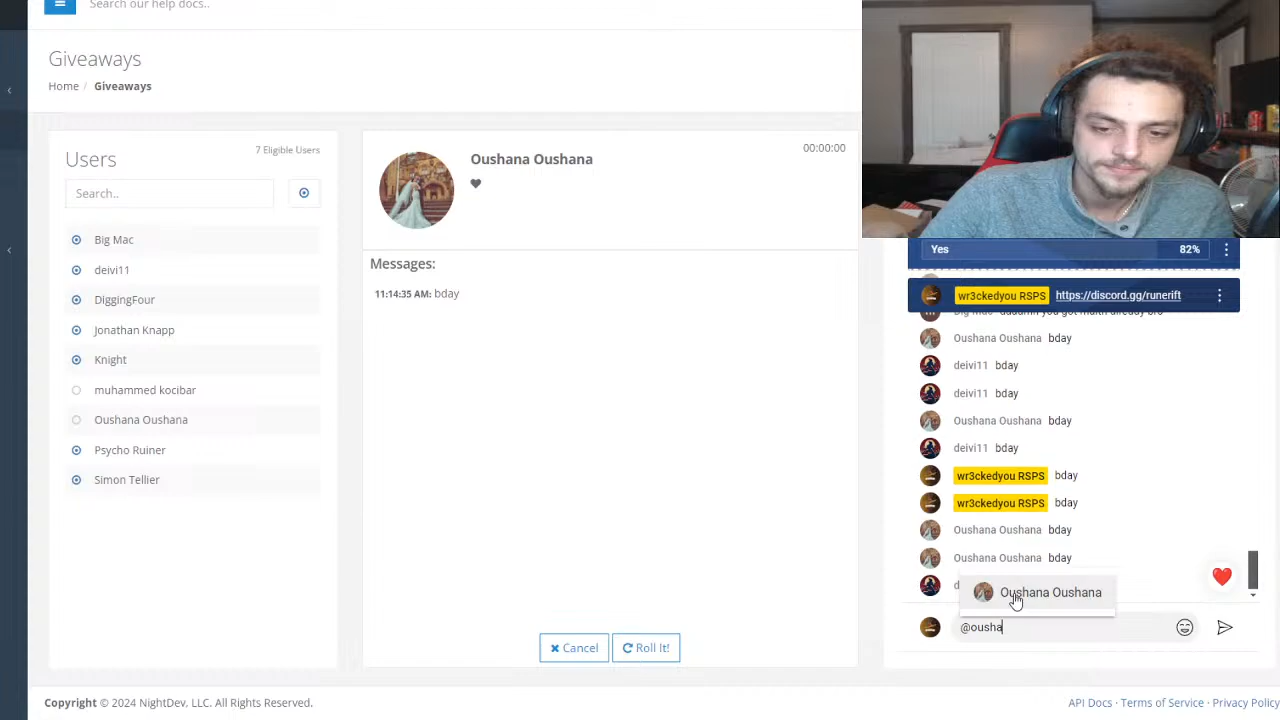 Search our help docs..
Giveaways
Home / Giveaways
Users
7 Eligible Users
Search..
Big Mac
deivi11
DiggingFour
Jonathan Knapp
Knight
muhammed kocibar
Oushana Oushana
Psycho Ruiner
Simon Tellier
Oushana Oushana
00:00:00
Messages:
11:14:35 AM: bday
Cancel
Roll It!
Yes 82%
wr3ckedyou RSPS https://discord.gg/runerift
Oushana Oushana bday
deivi11 bday
deivi11 bday
Oushana Oushana bday
deivi11 bday
wr3ckedyou RSPS bday
wr3ckedyou RSPS bday
Oushana Oushana bday
Oushana Oushana bday
Oushana Oushana
@ousha
Copyright © 2024 NightDev, LLC. All Rights Reserved.
API Docs · Terms of Service · Privacy Policy